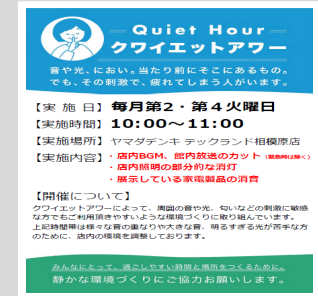 Quiet Hour
クワイエットアワー
音や光、におい。当たり前にそこにあるもの。
でも、その刺激で、疲れてしまう人がいます。
【実 施 日】毎月第2・第4火曜日
【実施時間】10:00~11:00
【実施場所】ヤマダデンキ テックランド相模原店
【実施内容】・店内BGM、館内放送のカット(緊急時は除く)
・店内照明の部分的な消灯
・展示している家電製品の消音
【開催について】
クワイエットアワーによって、周囲の音や光、匂いなどの刺激に敏感
な方でもご利用頂きやすいような環境づくりに取り組んでいます。
上記時間帯は様々な音の重なりや大きな音、明るすぎる光が苦手な方
のために、店内の環境を調整しております。
みんなにとって、過ごしやすい時間と場所をつくるために。
静かな環境づくりにご協力お願いします。